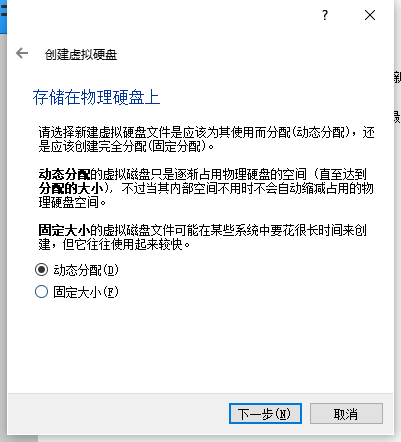 ?
创建虚拟硬盘
存储在物理硬盘上
请选择新建虚拟硬盘文件是应该为其使用而分配(动态分配)，还
是应该创建完全分配(固定分配)。
动态分配的虚拟磁盘只是逐渐占用物理硬盘的空间（直至达到
分配的大小)，不过当其内部空间不用时不会自动缩减占用的物
理硬盘空间。
固定大小的虚拟磁盘文件可能在某些系统中要花很长时间来创
建，但它往往使用起来较快。
动态分配(D)
固定大小(F)
下一步(N)
取消